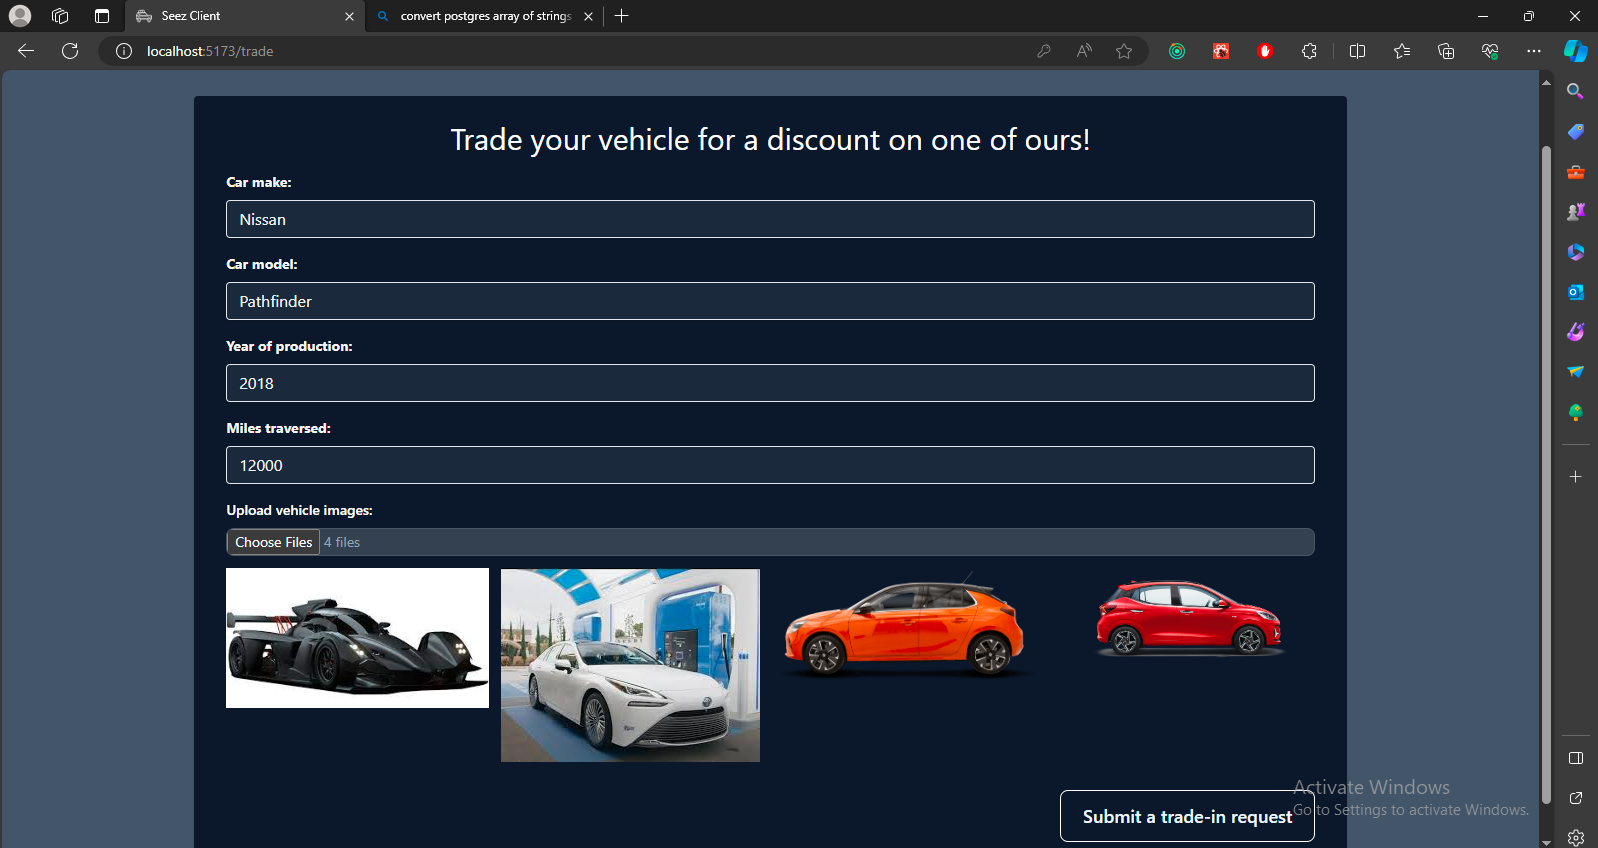 Seez Client
convert postgres array of strings
localhost:5173/trade
Trade your vehicle for a discount on one of ours!
Car make:
Nissan
Car model:
Pathfinder
Year of production:
2018
Miles traversed:
12000
Upload vehicle images:
Choose Files 4 files
Submit a trade-in request
Activate Windows
Go to Settings to activate Windows.